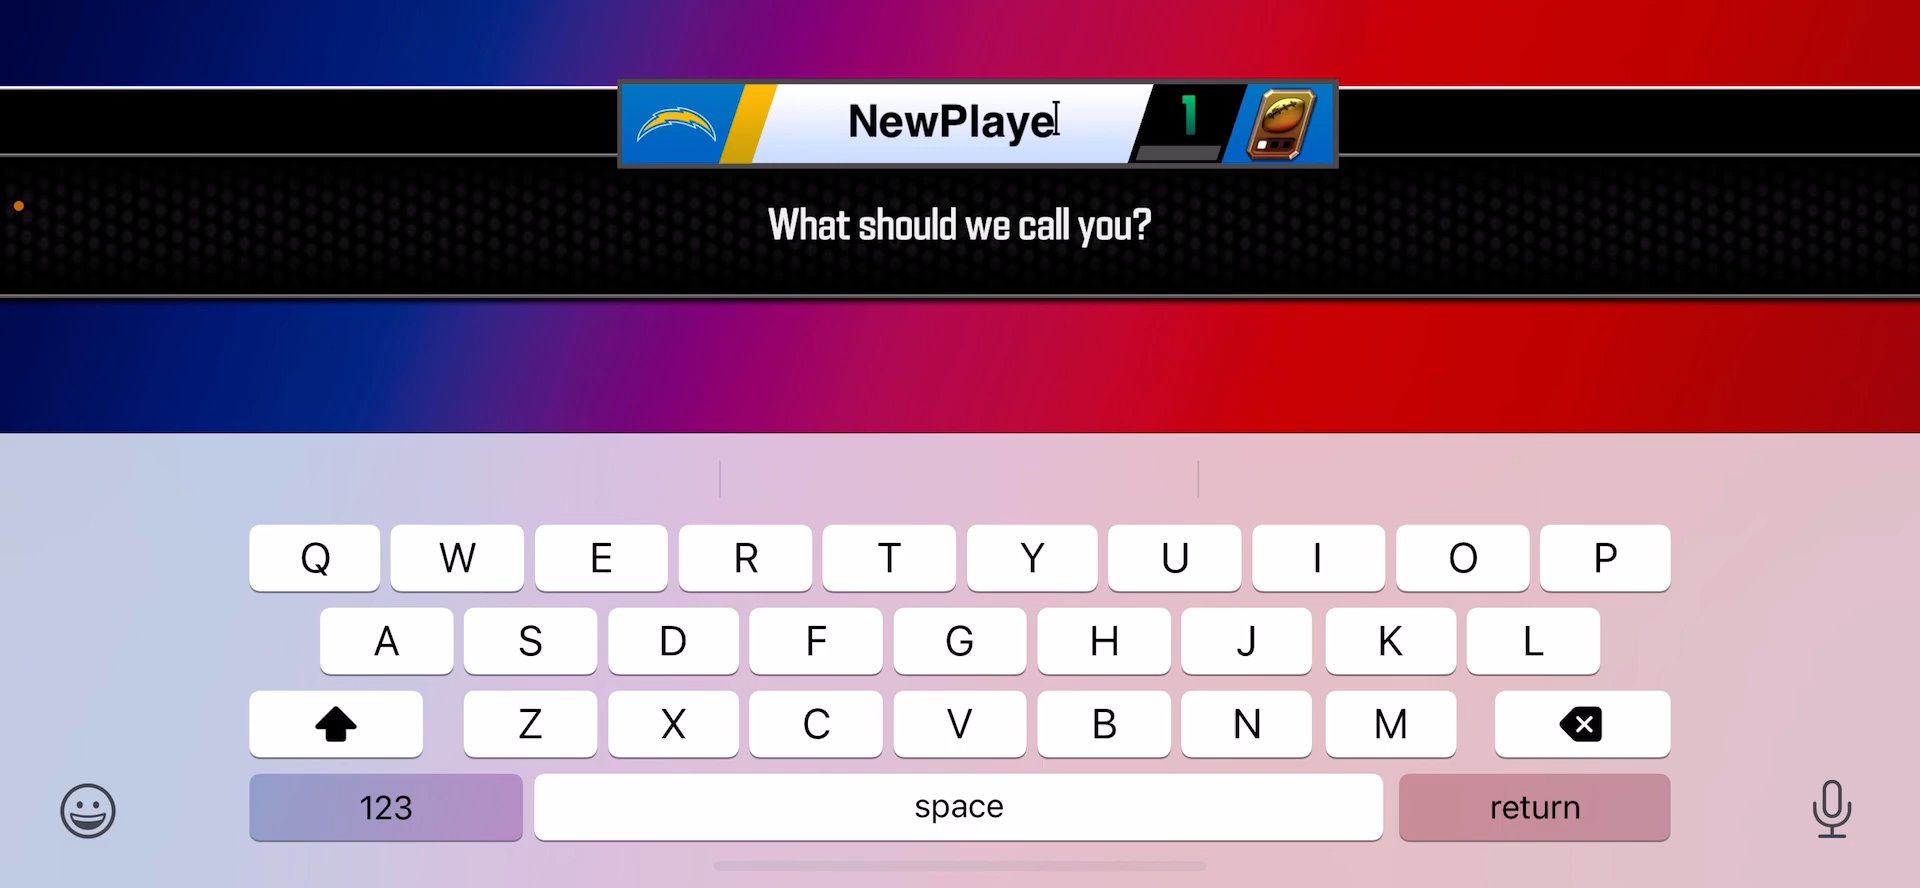 NewPlaye
1
What should we call you?
Q W E R T Y U I O P
A S D F G H J K L
Z X C V B N M
123 space return